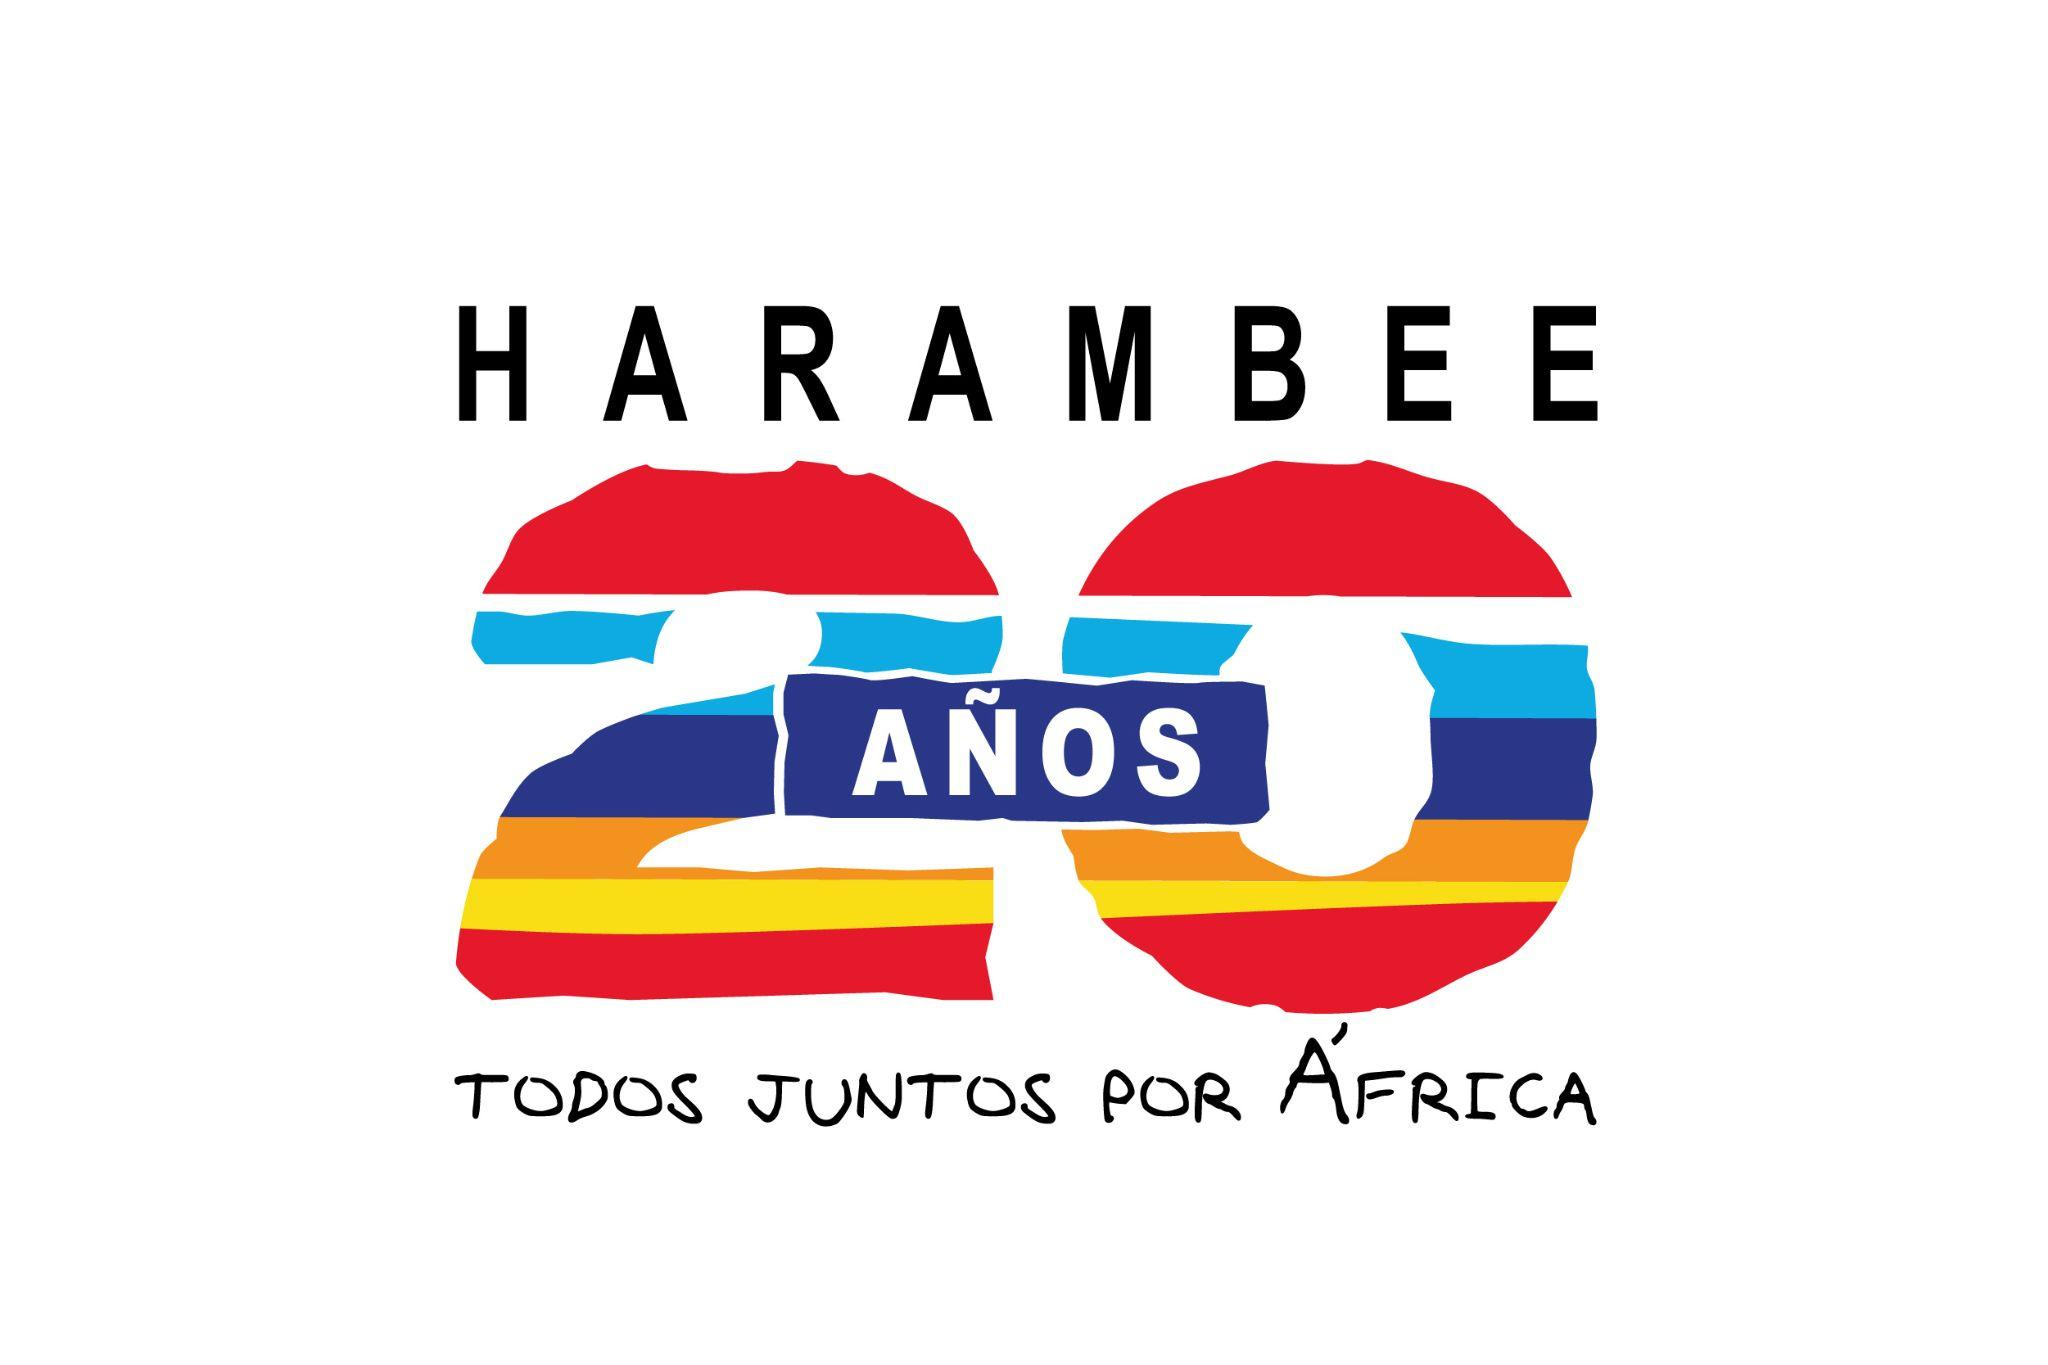 HARAMBEE
20
AÑOS
TODOS JUNTOS POR ÁFRICA